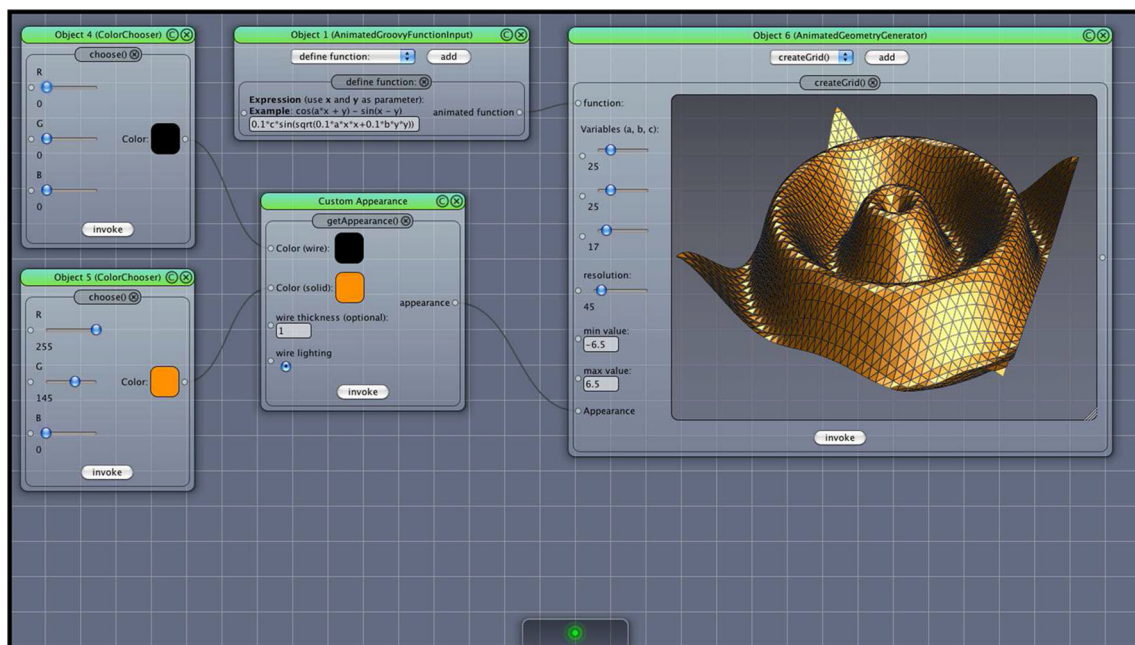 Object 4 (ColorChooser)
choose()
R
0
G
0
B
0
Color:
invoke
Object 5 (ColorChooser)
choose()
R
255
G
145
B
0
Color:
invoke
Object 1 (AnimatedGroovyFunctionInput)
define function:
add
define function:
Expression (use x and y as parameter):
Example: cos(a*x + y) - sin(x - y)
0.1*c*sin(sqrt(0.1*a*x*x+0.1*b*y*y))
animated function
Custom Appearance
getAppearance()
Color (wire):
Color (solid):
appearance
wire thickness (optional):
1
wire lighting
invoke
Object 6 (AnimatedGeometryGenerator)
createGrid()
add
createGrid()
function:
Variables (a, b, c):
25
25
17
resolution:
45
min value:
-6.5
max value:
6.5
Appearance
invoke